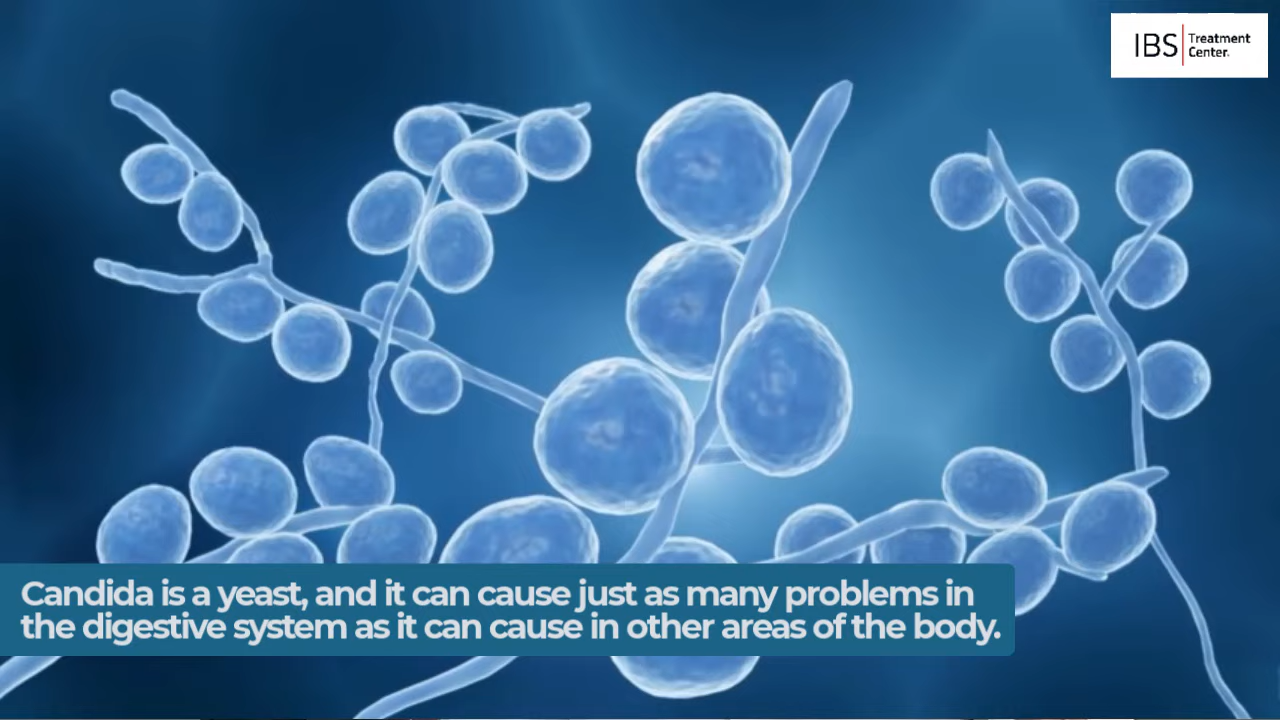 IBS Treatment
Center.
Candida is a yeast, and it can cause just as many problems in
the digestive system as it can cause in other areas of the body.